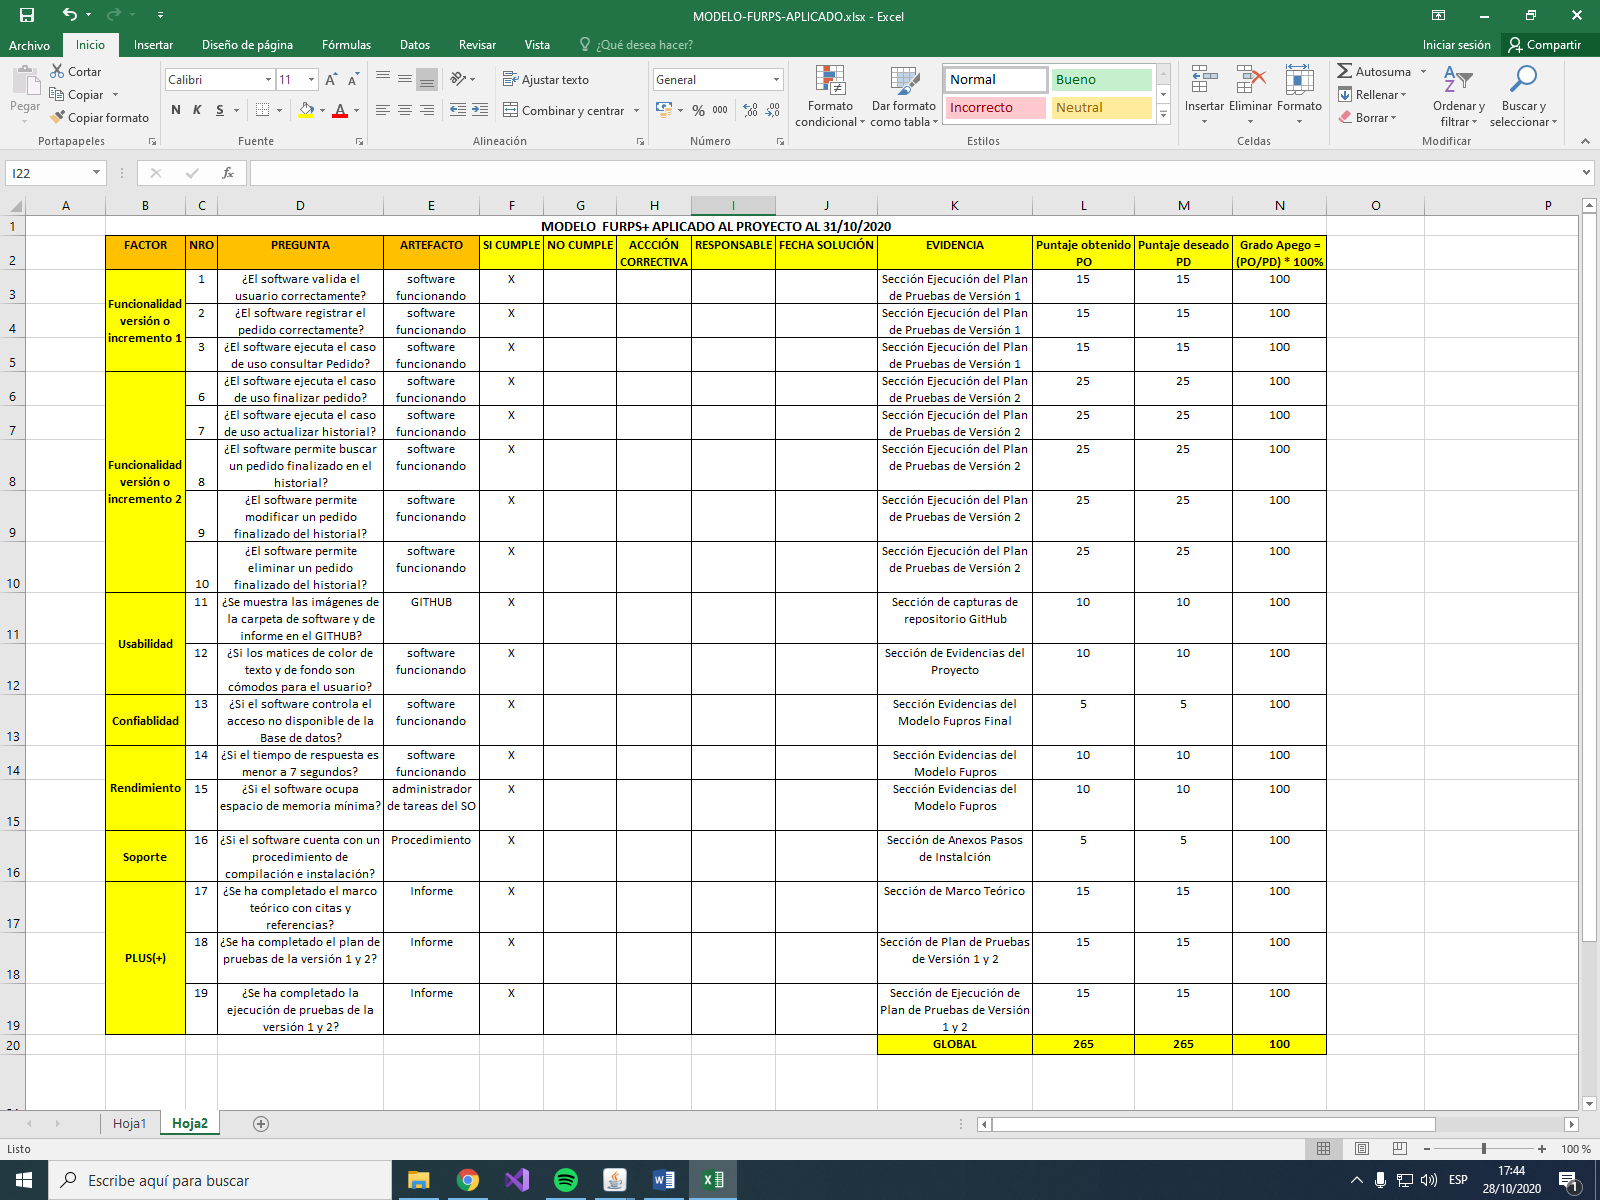 MODELO-FURPS-APLICADO.xlsx - Excel
Archivo Inicio Insertar Diseño de página Fórmulas Datos Revisar Vista ¿Qué desea hacer? Iniciar sesión Compartir
Pegar
Cortar
Copiar
Copiar formato
Portapapeles
Calibri 11
N K S
Fuente
Ajustar texto
Combinar y centrar
Alineación
General
% 000
Número
Formato condicional
Dar formato como tabla
Normal Bueno
Incorrecto Neutral
Estilos
Insertar Eliminar Formato
Celdas
Autosuma
Rellenar
Borrar
Ordenar y filtrar
Buscar y seleccionar
Modificar
I22 fx
A B C D E F G H I J K L M N O P
1 MODELO FURPS+ APLICADO AL PROYECTO AL 31/10/2020
2 FACTOR NRO PREGUNTA ARTEFACTO SI CUMPLE NO CUMPLE ACCCIÓN CORRECTIVA RESPONSABLE FECHA SOLUCIÓN EVIDENCIA Puntaje obtenido PO Puntaje deseado PD Grado Apego = (PO/PD) * 100%
Funcionalidad versión o incremento 1
3 1 ¿El software valida el usuario correctamente? software funcionando X Sección Ejecución del Plan de Pruebas de Versión 1 15 15 100
4 2 ¿El software registrar el pedido correctamente? software funcionando X Sección Ejecución del Plan de Pruebas de Versión 1 15 15 100
5 3 ¿El software ejecuta el caso de uso consultar Pedido? software funcionando X Sección Ejecución del Plan de Pruebas de Versión 1 15 15 100
Funcionalidad versión o incremento 2
6 6 ¿El software ejecuta el caso de uso finalizar pedido? software funcionando X Sección Ejecución del Plan de Pruebas de Versión 2 25 25 100
7 7 ¿El software ejecuta el caso de uso actualizar historial? software funcionando X Sección Ejecución del Plan de Pruebas de Versión 2 25 25 100
8 8 ¿El software permite buscar un pedido finalizado en el historial? software funcionando X Sección Ejecución del Plan de Pruebas de Versión 2 25 25 100
9 9 ¿El software permite modificar un pedido finalizado del historial? software funcionando X Sección Ejecución del Plan de Pruebas de Versión 2 25 25 100
10 10 ¿El software permite eliminar un pedido finalizado del historial? software funcionando X Sección Ejecución del Plan de Pruebas de Versión 2 25 25 100
Usabilidad
11 11 ¿Se muestra las imágenes de la carpeta de software y de informe en el GITHUB? GITHUB X Sección de capturas de repositorio GitHub 10 10 100
12 12 ¿Si los matices de color de texto y de fondo son cómodos para el usuario? software funcionando X Sección de Evidencias del Proyecto 10 10 100
Confiablidad
13 13 ¿Si el software controla el acceso no disponible de la Base de datos? software funcionando X Sección Evidencias del Modelo Fupros Final 5 5 100
Rendimiento
14 14 ¿Si el tiempo de respuesta es menor a 7 segundos? software funcionando X Sección Evidencias del Modelo Fupros 10 10 100
15 15 ¿Si el software ocupa espacio de memoria mínima? administrador de tareas del SO X Sección Evidencias del Modelo Fupros 10 10 100
Soporte
16 16 ¿Si el software cuenta con un procedimiento de compilación e instalación? Procedimiento X Sección de Anexos Pasos de Instalción 5 5 100
PLUS(+)
17 17 ¿Se ha completado el marco teórico con citas y referencias? Informe X Sección de Marco Teórico 15 15 100
18 18 ¿Se ha completado el plan de pruebas de la versión 1 y 2? Informe X Sección de Plan de Pruebas de Versión 1 y 2 15 15 100
19 19 ¿Se ha completado la ejecución de pruebas de la versión 1 y 2? Informe X Sección de Ejecución de Plan de Pruebas de Versión 1 y 2 15 15 100
20 GLOBAL 265 265 100
Hoja1 Hoja2
Listo 100 %
Escribe aquí para buscar
ESP 17:44
28/10/2020 1